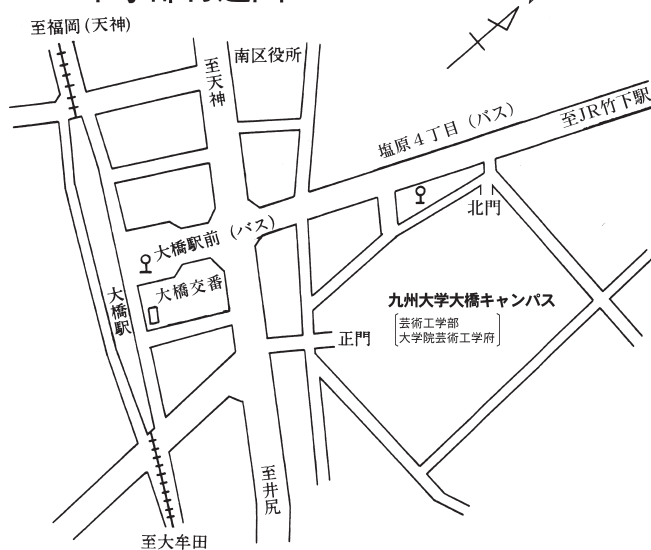 至福岡(天神)
至天神
南区役所
塩原４丁目（バス）
至JR竹下駅
北門
大橋駅前（バス）
大橋交番
大橋駅
九州大学大橋キャンパス
芸術工学部
大学院芸術工学府
正門
至井尻
至大牟田